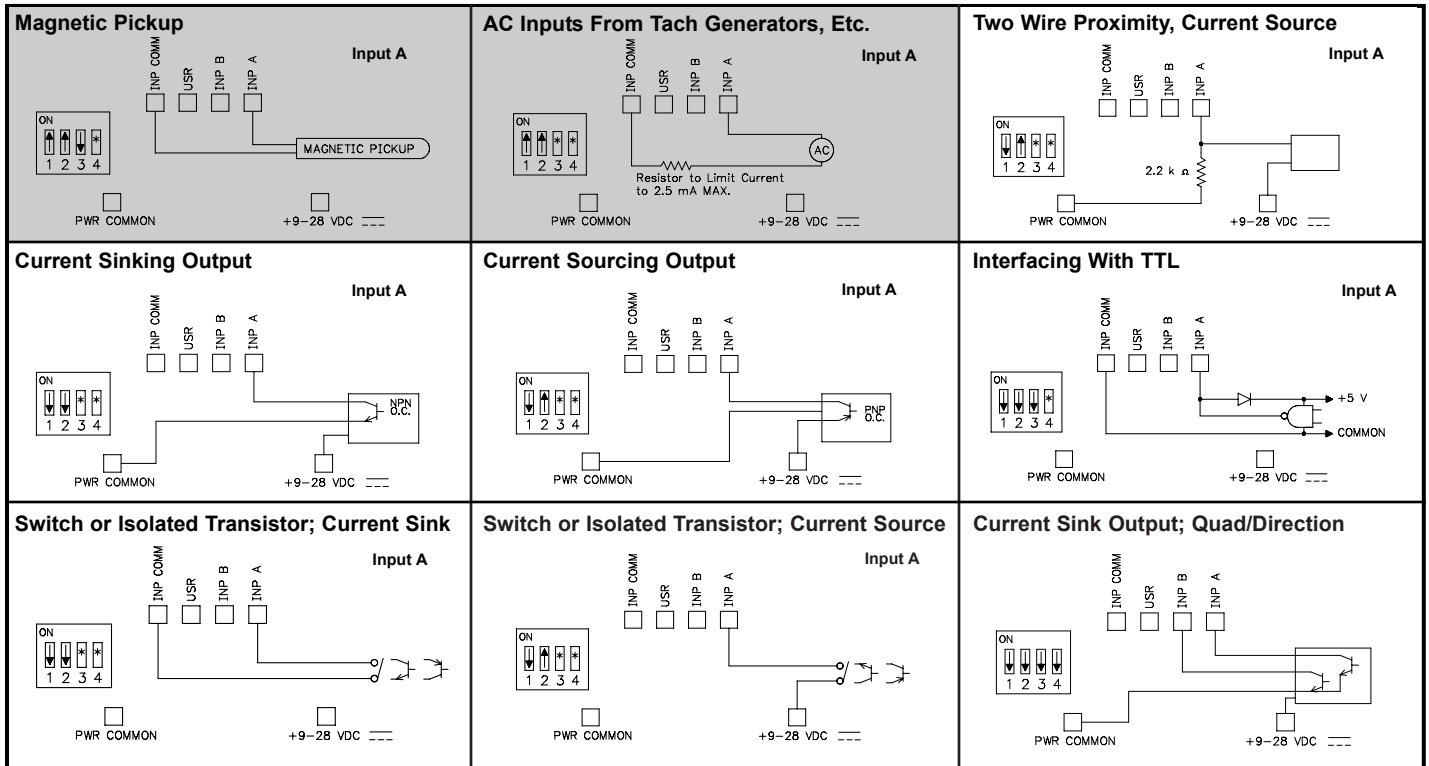 Magnetic Pickup
Input A
INP COMM
USR
INP B
INP A
ON
* 
1 2 3 4
MAGNETIC PICKUP
PWR COMMON
+9-28 VDC
AC Inputs From Tach Generators, Etc.
Input A
INP COMM
USR
INP B
INP A
ON
* *
1 2 3 4
AC
Resistor to Limit Current
to 2.5 mA MAX.
PWR COMMON
+9-28 VDC
Two Wire Proximity, Current Source
Input A
INP COMM
USR
INP B
INP A
ON
* *
1 2 3 4
2.2 k Ω
PWR COMMON
+9-28 VDC
Current Sinking Output
Input A
INP COMM
USR
INP B
INP A
ON
* *
1 2 3 4
NPN
O.C.
PWR COMMON
+9-28 VDC
Current Sourcing Output
Input A
INP COMM
USR
INP B
INP A
ON
* *
1 2 3 4
PNP
O.C.
PWR COMMON
+9-28 VDC
Interfacing With TTL
Input A
INP COMM
USR
INP B
INP A
ON
*
1 2 3 4
+5 V
COMMON
PWR COMMON
+9-28 VDC
Switch or Isolated Transistor; Current Sink
Input A
INP COMM
USR
INP B
INP A
ON
* *
1 2 3 4
PWR COMMON
+9-28 VDC
Switch or Isolated Transistor; Current Source
Input A
INP COMM
USR
INP B
INP A
ON
* *
1 2 3 4
PWR COMMON
+9-28 VDC
Current Sink Output; Quad/Direction
INP COMM
USR
INP B
INP A
ON
1 2 3 4
PWR COMMON
+9-28 VDC